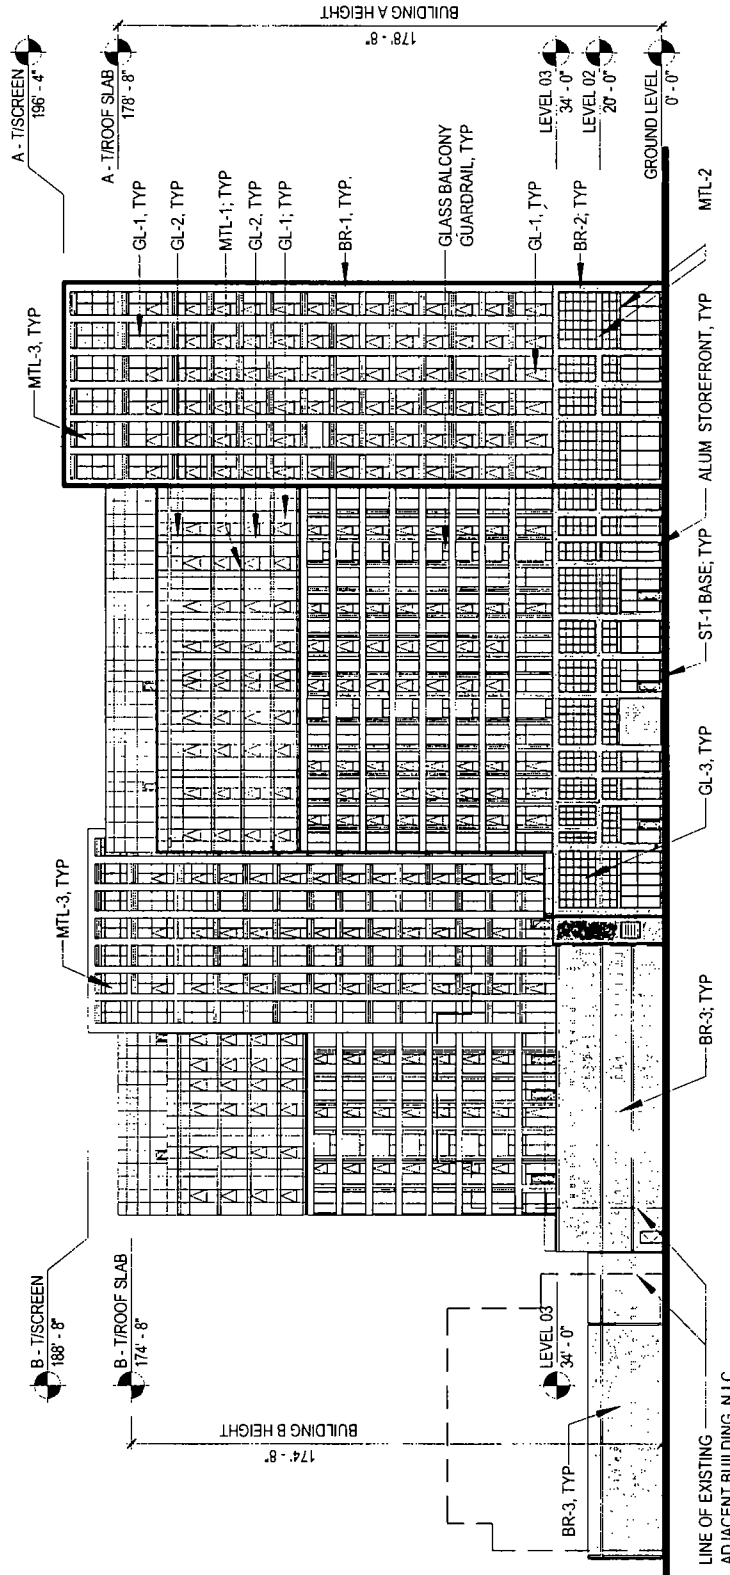 B - T/SCREEN
188' - 8"
B - T/ROOF SLAB
174' - 8"
BUILDING B HEIGHT
174' - 8"
LEVEL 03
34' - 0"
BR-3, TYP
LINE OF EXISTING
ADJACENT BUILDING, N.I.C.
MTL-3, TYP
BR-3; TYP
GL-3, TYP
ST-1 BASE; TYP
ALUM STOREFRONT, TYP
MTL-2
MTL-3, TYP
A - T/SCREEN
196' - 4"
A - T/ROOF SLAB
178' - 8"
GL-1, TYP
GL-2, TYP
MTL-1; TYP
GL-2, TYP
GL-1; TYP
BR-1, TYP.
GLASS BALCONY
GUARDRAIL, TYP
GL-1, TYP
BR-2; TYP
LEVEL 03
34' - 0"
LEVEL 02
20' - 0"
GROUND LEVEL
0' - 0"
BUILDING A HEIGHT
178' - 8"